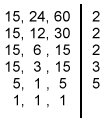 15, 24, 60 | 2
15, 12, 30 | 2
15, 6 , 15 | 2
15, 3 , 15 | 3
5, 1 , 5 | 5
1, 1 , 1 |